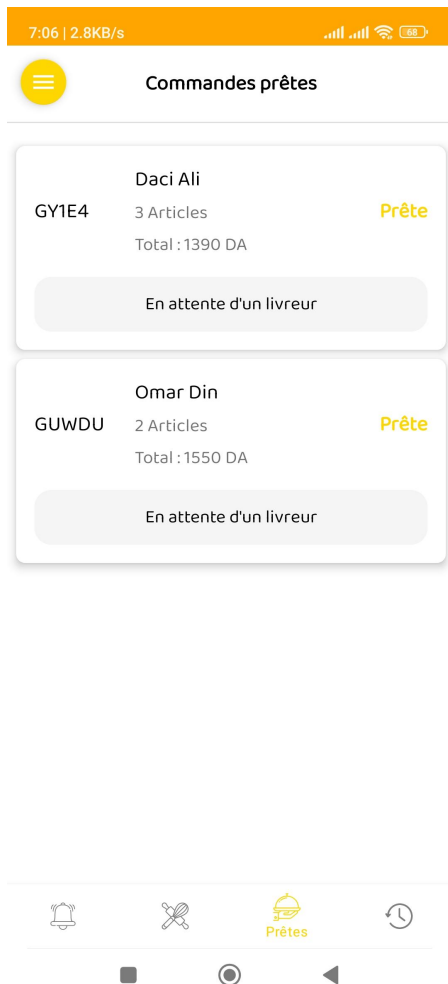 7:06 | 2.8KB/s
68
Commandes prêtes
Daci Ali
GY1E4
3 Articles
Prête
Total : 1390 DA
En attente d'un livreur
Omar Din
GUWDU
2 Articles
Prête
Total : 1550 DA
En attente d'un livreur
Prêtes